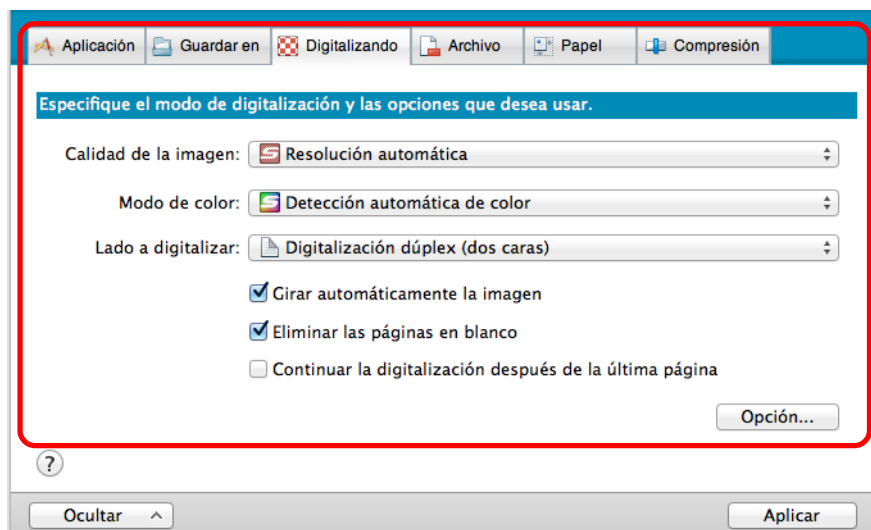 Aplicación Guardar en Digitalizando Archivo Papel Compresión
Especifique el modo de digitalización y las opciones que desea usar.
Calidad de la imagen: Resolución automática
Modo de color: Detección automática de color
Lado a digitalizar: Digitalización dúplex (dos caras)
Girar automáticamente la imagen
Eliminar las páginas en blanco
Continuar la digitalización después de la última página
Opción...
?
Ocultar Aplicar